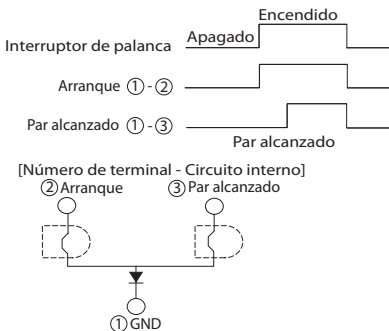 Encendido
Interruptor de palanca Apagado
Arranque ①-②
Par alcanzado ①-③
Par alcanzado
[Número de terminal - Circuito interno]
②Arranque ③Par alcanzado
①GND